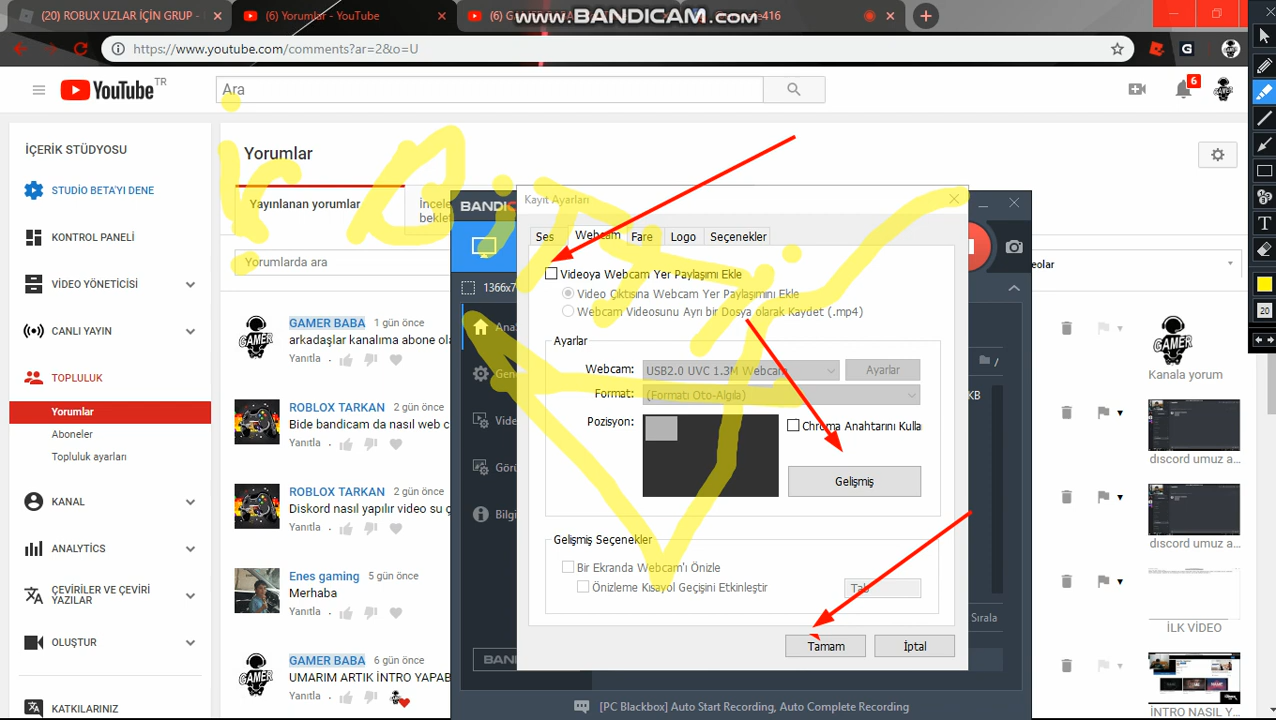 (20) ROBUX UZLAR İÇİN GRUP -
(6) Yorumlar - YouTube
www.BANDICAM.com
https://www.youtube.com/comments?ar=2&o=U
YouTube TR
Ara
6
İÇERİK STÜDYOSU
STUDIO BETA'YI DENE
KONTROL PANELİ
VİDEO YÖNETİCİSİ
CANLI YAYIN
TOPLULUK
Yorumlar
Aboneler
Topluluk ayarları
KANAL
ANALYTICS
ÇEVİRİLER VE ÇEVİRİ
YAZILAR
OLUŞTUR
KATKILARINIZ
Yorumlar
Yayınlanan yorumlar
Yorumlarda ara
GAMER BABA 1 gün önce
arkadaşlar kanalıma abone ola
Yanıtla
ROBLOX TARKAN 2 gün önce
Bide bandicam da nasıl web c
Yanıtla
ROBLOX TARKAN 2 gün önce
Diskord nasıl yapılır video su ç
Yanıtla
Enes gaming 5 gün önce
Merhaba
Yanıtla
GAMER BABA 6 gün önce
UMARIM ARTIK İNTRO YAPAB
Yanıtla
BANDI
1366x7
Kayıt Ayarları
Ses
Webcam
Fare
Logo
Seçenekler
Videoya Webcam Yer Paylaşımı Ekle
Video Çıktısına Webcam Yer Paylaşımını Ekle
Webcam Videosunu Ayrı bir Dosya olarak Kaydet (.mp4)
Ayarlar
Webcam:
USB2.0 UVC 1.3M Webcam
Ayarlar
Format:
(Formatı Oto-Algıla)
Pozisyon:
Chroma Anahtarını Kulla
Gelişmiş
Gelişmiş Seçenekler
Bir Ekranda Webcam'ı Önizle
Önizleme Kısayol Geçişini Etkinleştir
Tab
Tamam
İptal
Sırala
KB
BAND
[PC Blackbox] Auto Start Recording, Auto Complete Recording
GAMER
Kanala yorum
discord umuz a...
discord umuz a...
İLK VİDEO
İNTRO NASIL Y...
T
20